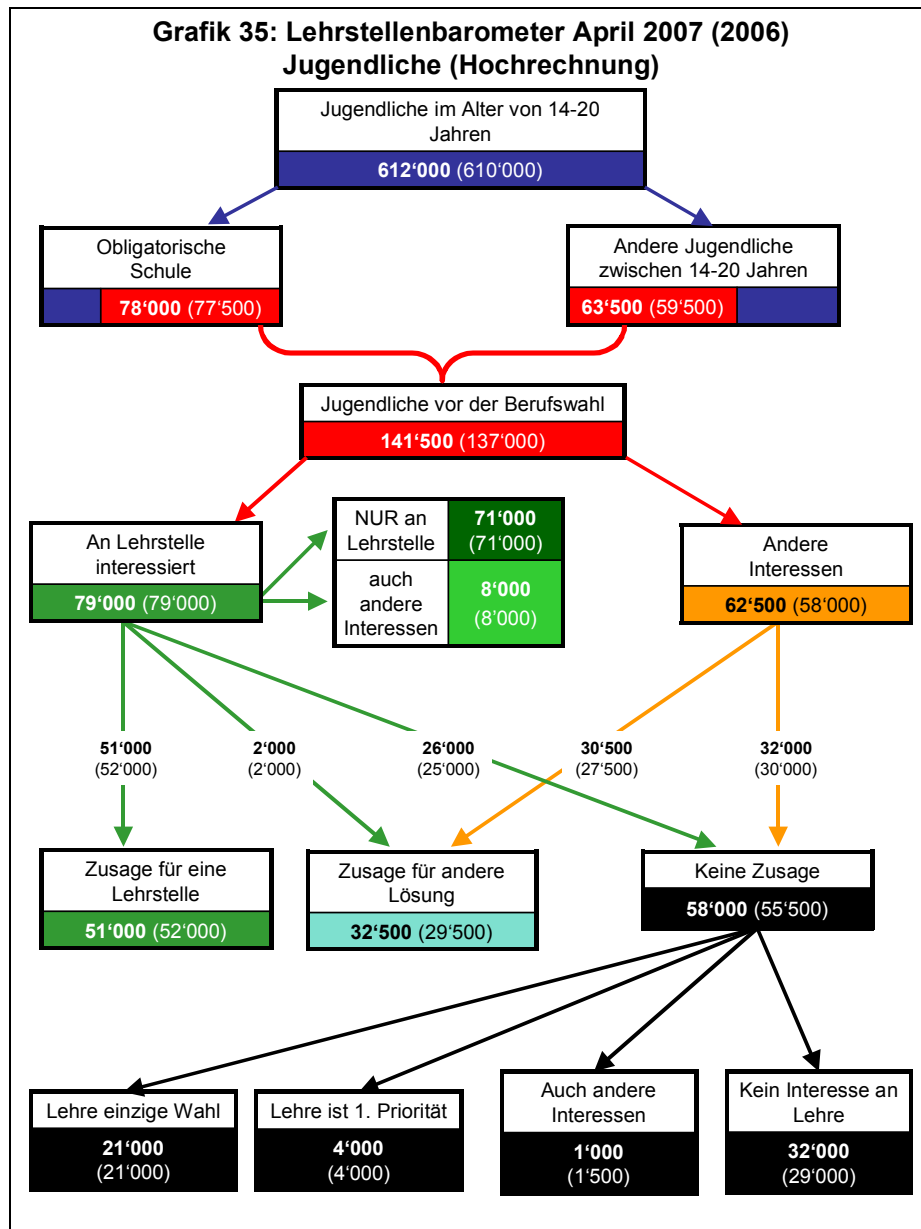 Grafik 35: Lehrstellenbarometer April 2007 (2006)
Jugendliche (Hochrechnung)
Jugendliche im Alter von 14-20
Jahren
612‘000 (610‘000)
Obligatorische
Schule
78‘000 (77‘500)
Andere Jugendliche
zwischen 14-20 Jahren
63‘500 (59‘500)
Jugendliche vor der Berufswahl
141‘500 (137‘000)
An Lehrstelle
interessiert
79‘000 (79‘000)
NUR an
Lehrstelle
71‘000
(71‘000)
auch
andere
Interessen
8‘000
(8’000)
Andere
Interessen
62‘500 (58‘000)
51‘000
(52‘000)
2‘000
(2‘000)
26‘000
(25‘000)
30‘500
(27‘500)
32‘000
(30‘000)
Zusage für eine
Lehrstelle
51‘000 (52‘000)
Zusage für andere
Lösung
32‘500 (29‘500)
Keine Zusage
58‘000 (55‘500)
Lehre einzige Wahl
21‘000
(21‘000)
Lehre ist 1. Priorität
4‘000
(4‘000)
Auch andere
Interessen
1‘000
(1‘500)
Kein Interesse an
Lehre
32‘000
(29‘000)